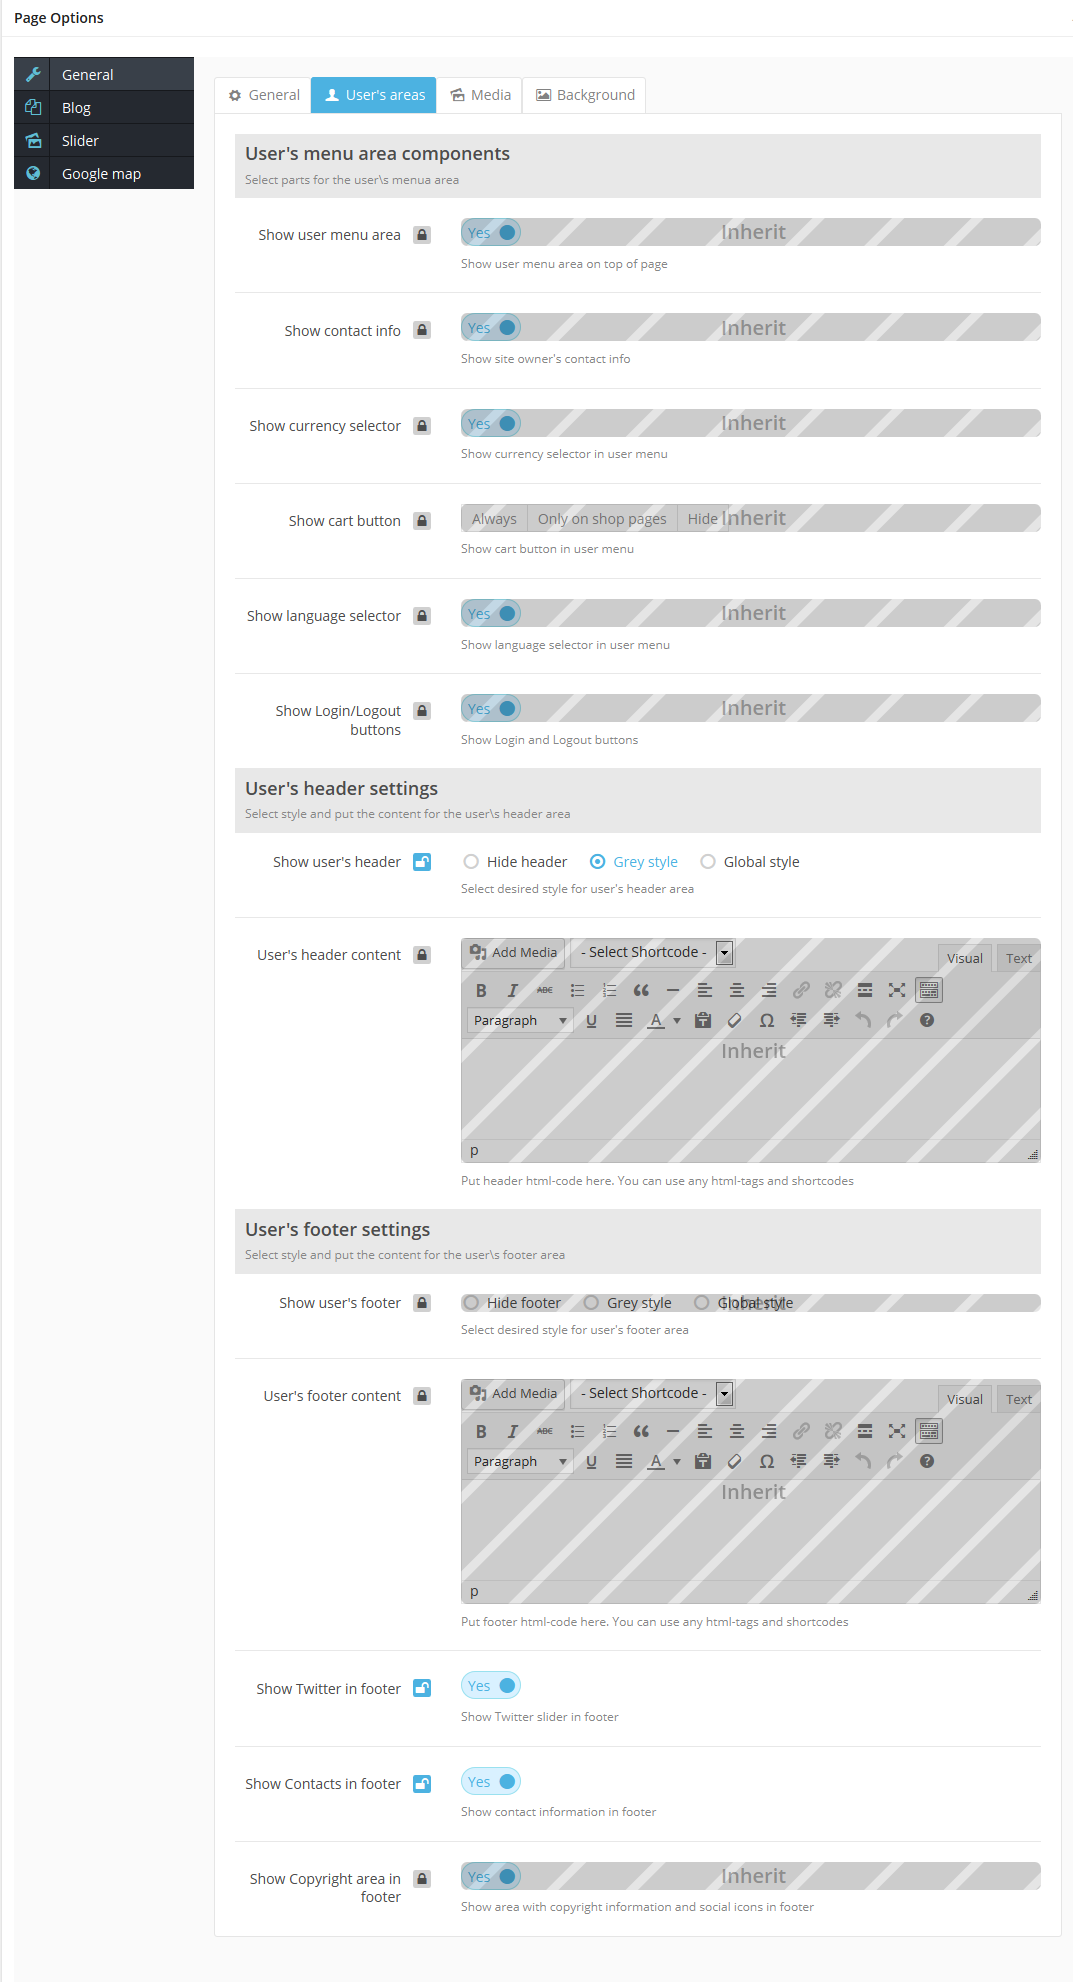 Page Options
General
Blog
Slider
Google map
General
User's areas
Media
Background
User's menu area components
Select parts for the user\s menua area
Show user menu area
Yes
Inherit
Show user menu area on top of page
Show contact info
Yes
Inherit
Show site owner's contact info
Show currency selector
Yes
Inherit
Show currency selector in user menu
Show cart button
Always
Only on shop pages
Hide
Inherit
Show cart button in user menu
Show language selector
Yes
Inherit
Show language selector in user menu
Show Login/Logout
buttons
Yes
Inherit
Show Login and Logout buttons
User's header settings
Select style and put the content for the user\s header area
Show user's header
Hide header
Grey style
Global style
Select desired style for user's header area
User's header content
Add Media
- Select Shortcode -
Visual
Text
B I ABC
Paragraph
U
A
Ω
Inherit
p
Put header html-code here. You can use any html-tags and shortcodes
User's footer settings
Select style and put the content for the user\s footer area
Show user's footer
Hide footer
Grey style
Global style
Inherit
Select desired style for user's footer area
User's footer content
Add Media
- Select Shortcode -
Visual
Text
B I ABC
Paragraph
U
A
Ω
Inherit
p
Put footer html-code here. You can use any html-tags and shortcodes
Show Twitter in footer
Yes
Show Twitter slider in footer
Show Contacts in footer
Yes
Show contact information in footer
Show Copyright area in
footer
Yes
Inherit
Show area with copyright information and social icons in footer